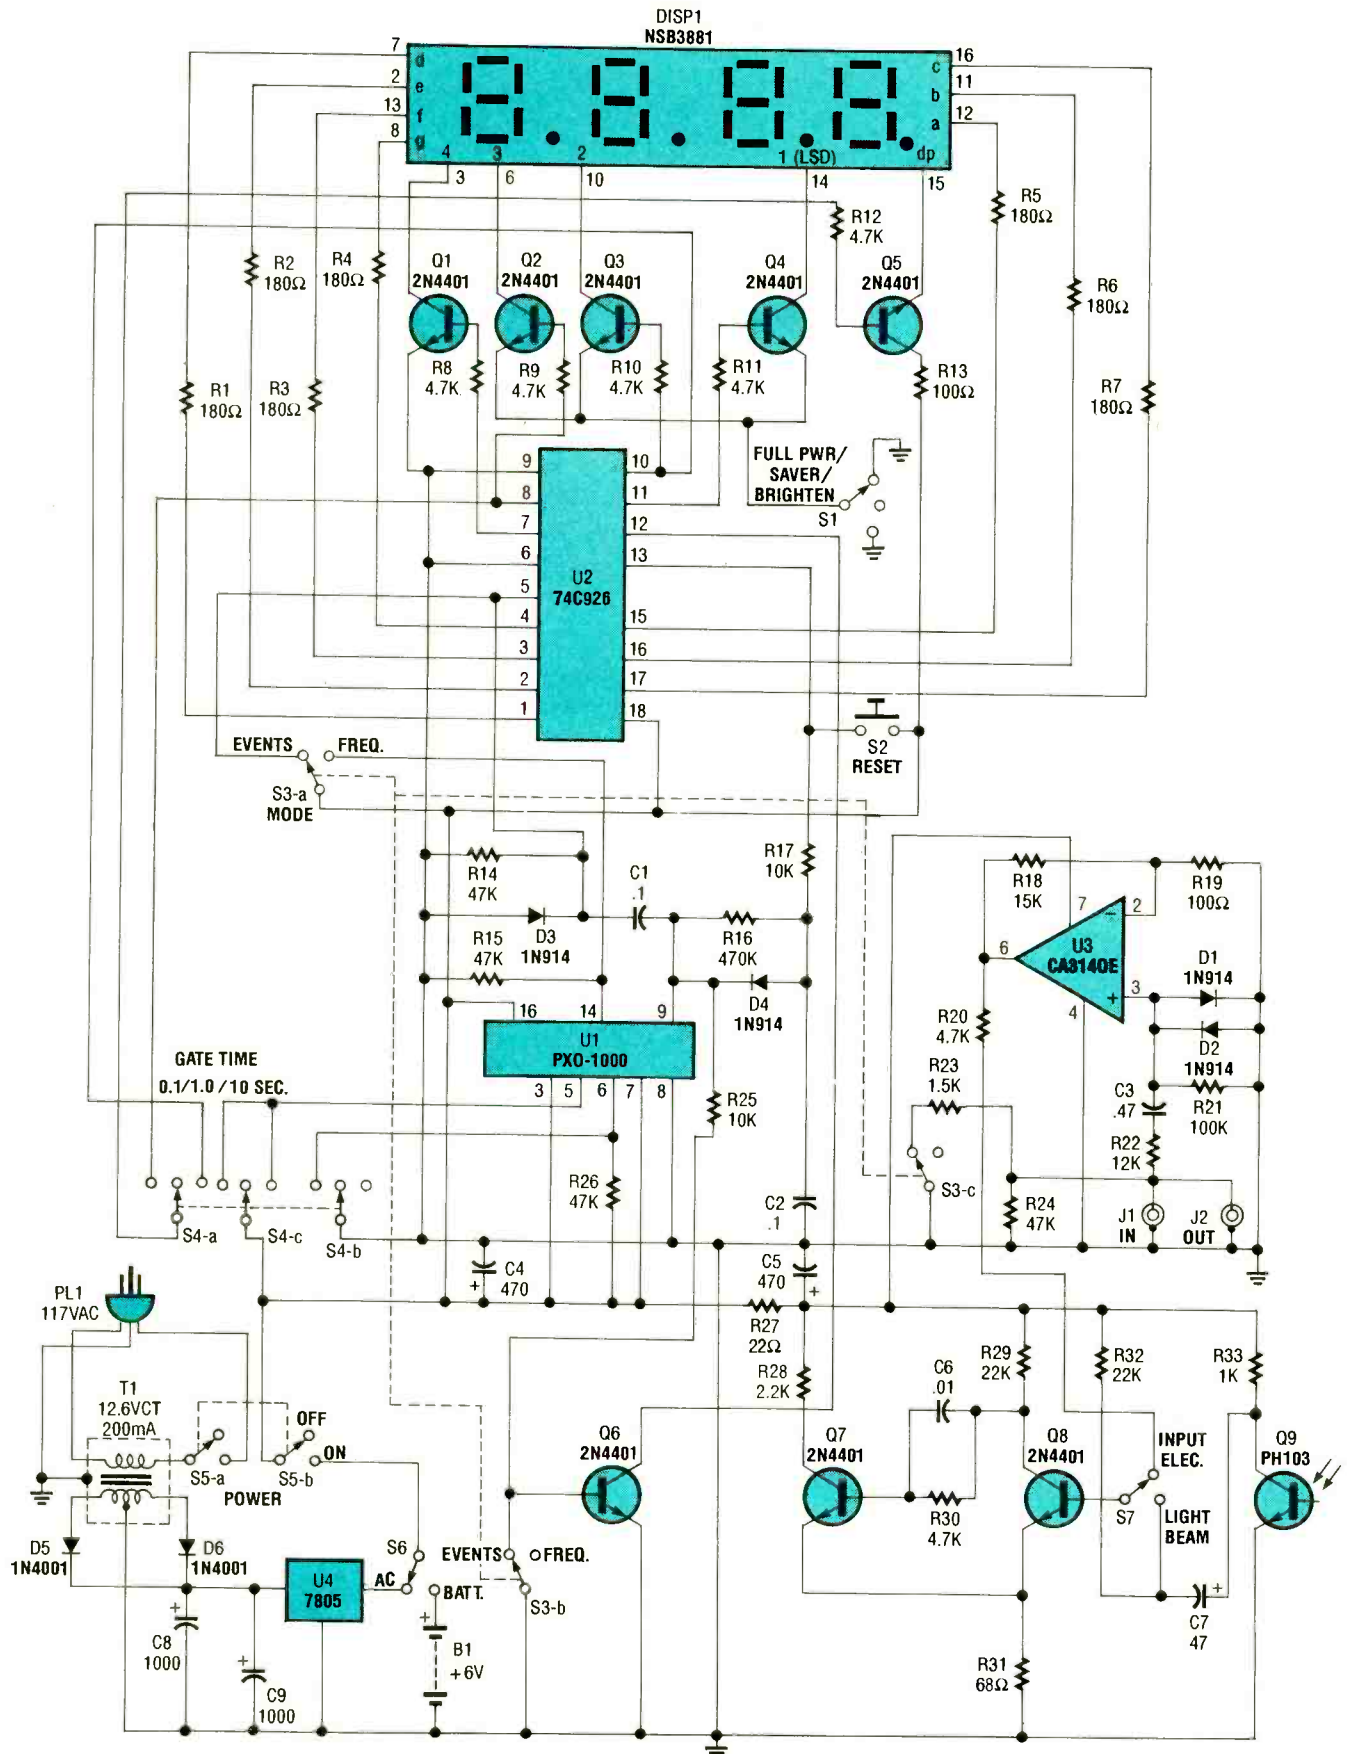 DISP1
NSB3881
7
d
2
e
13
f
8
g
16
c
11
b
12
a
4
3
2
1 (LSD)
dp
3
6
10
14
15
R12
4.7K
R5
180Ω
R2
180Ω
R4
180Ω
Q1
2N4401
Q2
2N4401
Q3
2N4401
Q4
2N4401
Q5
2N4401
R6
180Ω
R1
180Ω
R3
180Ω
R8
4.7K
R9
4.7K
R10
4.7K
R11
4.7K
R13
100Ω
R7
180Ω
FULL PWR/
SAVER/
BRIGHTEN
S1
9
8
7
6
5
4
3
2
1
U2
74C926
10
11
12
13
15
16
17
18
S2
RESET
EVENTS
FREQ.
S3-a
MODE
R14
47K
C1
.1
R17
10K
D3
1N914
R16
470K
R15
47K
D4
1N914
16
14
9
U1
PXO-1000
3
5
6
7
8
R18
15K
R19
100Ω
7
2
−
6
U3
CA3140E
+
3
4
D1
1N914
D2
1N914
R20
4.7K
R23
1.5K
C3
.47
R21
100K
R22
12K
GATE TIME
0.1/1.0/10 SEC.
R25
10K
R26
47K
S3-c
R24
47K
J1
IN
J2
OUT
S4-a
S4-c
S4-b
C2
.1
C4
470
+
C5
470
+
PL1
117VAC
R27
22Ω
R28
2.2K
R29
22K
R32
22K
R33
1K
C6
.01
T1
12.6VCT
200mA
OFF
ON
S5-a
S5-b
POWER
Q6
2N4401
Q7
2N4401
Q8
2N4401
INPUT
ELEC.
Q9
PH103
S7
LIGHT
BEAM
R30
4.7K
D5
1N4001
D6
1N4001
U4
7805
S6
AC
BATT.
EVENTS
FREQ.
S3-b
+
C8
1000
+
C9
1000
+
B1
+6V
R31
68Ω
C7
47
+